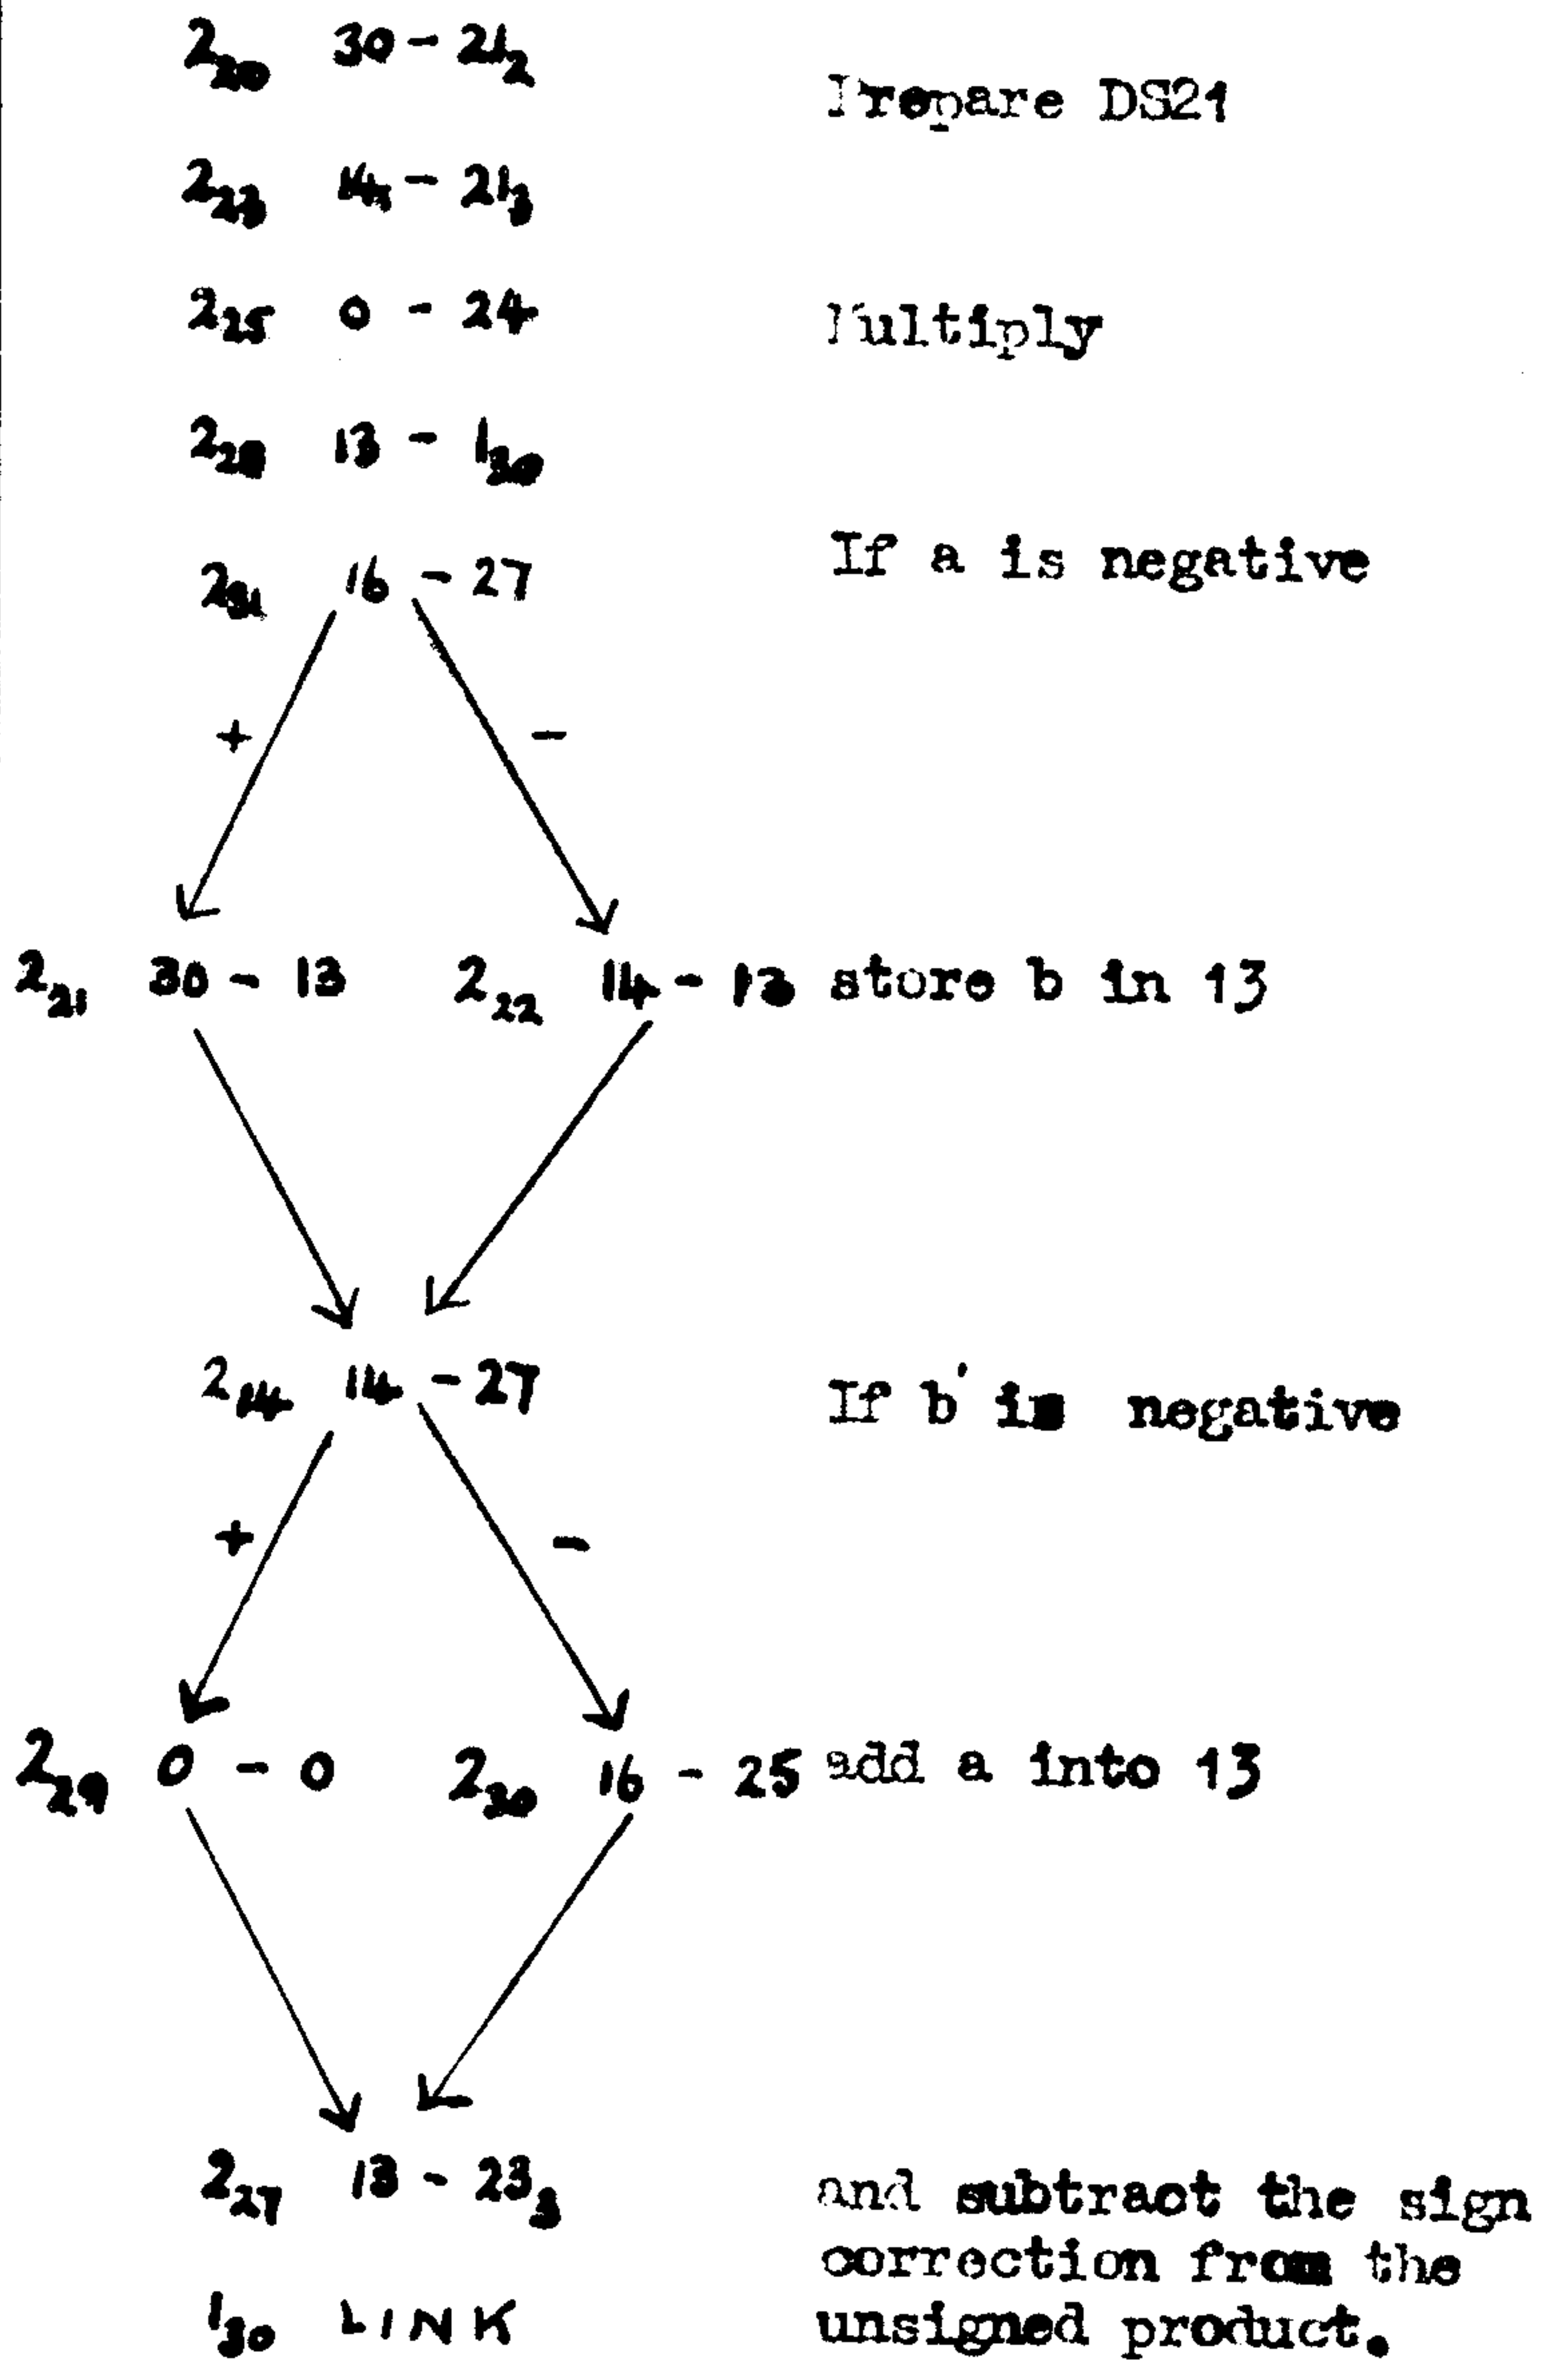 2₂₀ 30 - 21₂
Prepare DS21
2₂₃ 14₃ - 21₃
2₂₅ 0 - 24 Multiply
2₂₈ 13 - 1₃₀
2₃₁ 16 - 27 If a is negative
+ -
2₂₁ 30 - 13 2₂₂ 14 - 13 store b in 13
2₁₄ 14 - 27 If b is negative
+ -
2₂₉ 0 - 0 2₃₀ 16 - 25 add a into 13
2₂₇ 13 - 23₃ and subtract the sign
correction from the
1₃₀ LINK unsigned product.